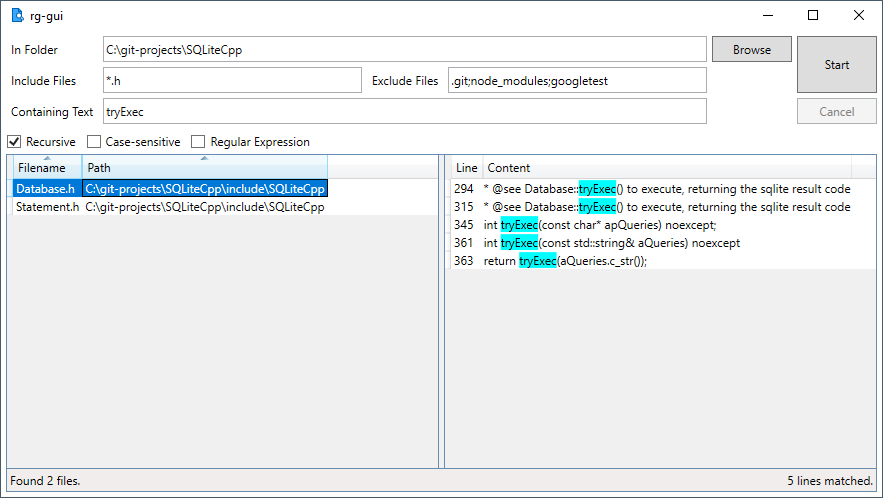 rg-gui
In Folder C:\git-projects\SQLiteCpp Browse Start
Include Files *.h Exclude Files .git;node_modules;googletest
Containing Text tryExec Cancel
Recursive Case-sensitive Regular Expression
Filename Path
Database.h C:\git-projects\SQLiteCpp\include\SQLiteCpp
Statement.h C:\git-projects\SQLiteCpp\include\SQLiteCpp
Line Content
294 * @see Database::tryExec() to execute, returning the sqlite result code
315 * @see Database::tryExec() to execute, returning the sqlite result code
345 int tryExec(const char* apQueries) noexcept;
361 int tryExec(const std::string& aQueries) noexcept
363 return tryExec(aQueries.c_str());
Found 2 files. 5 lines matched.